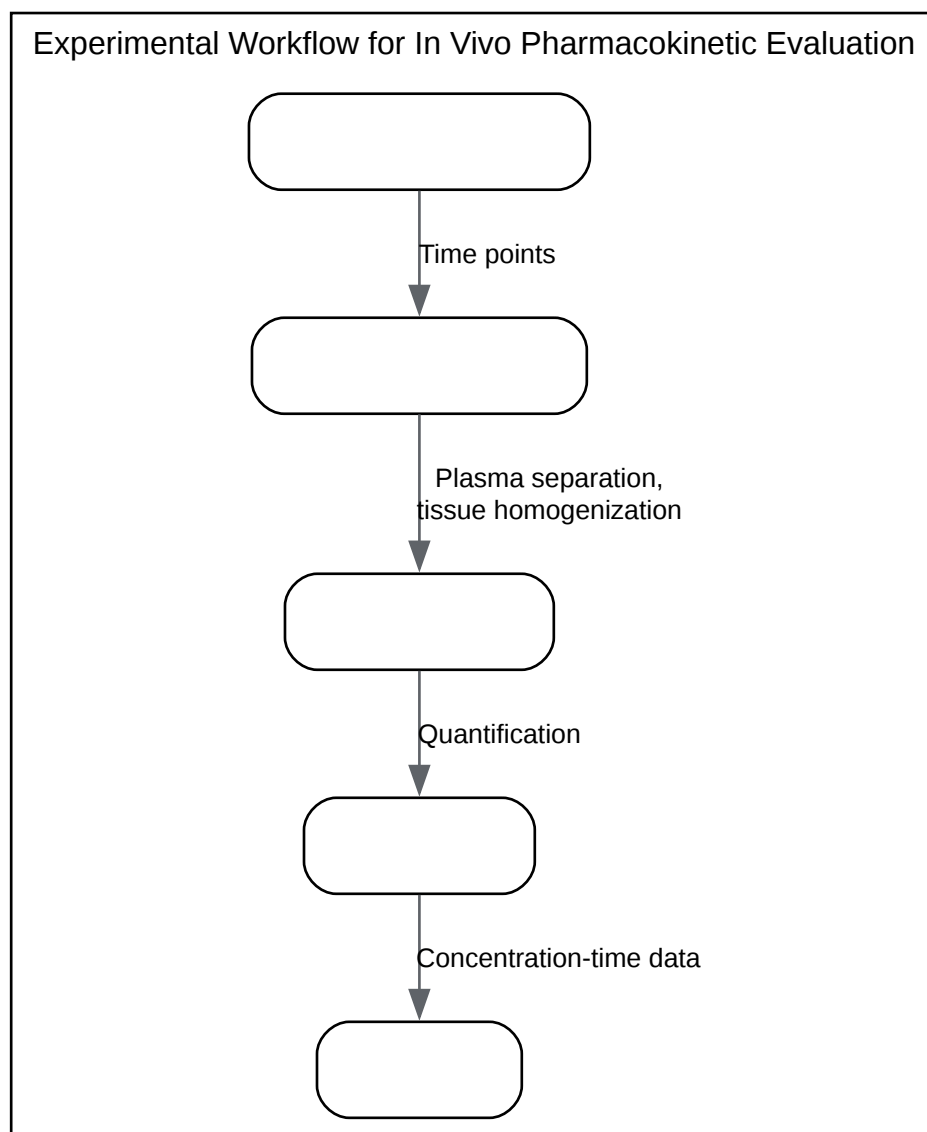 Experimental Workflow for In Vivo Pharmacokinetic Evaluation
Time points
Plasma separation,
tissue homogenization
Quantification
Concentration-time data